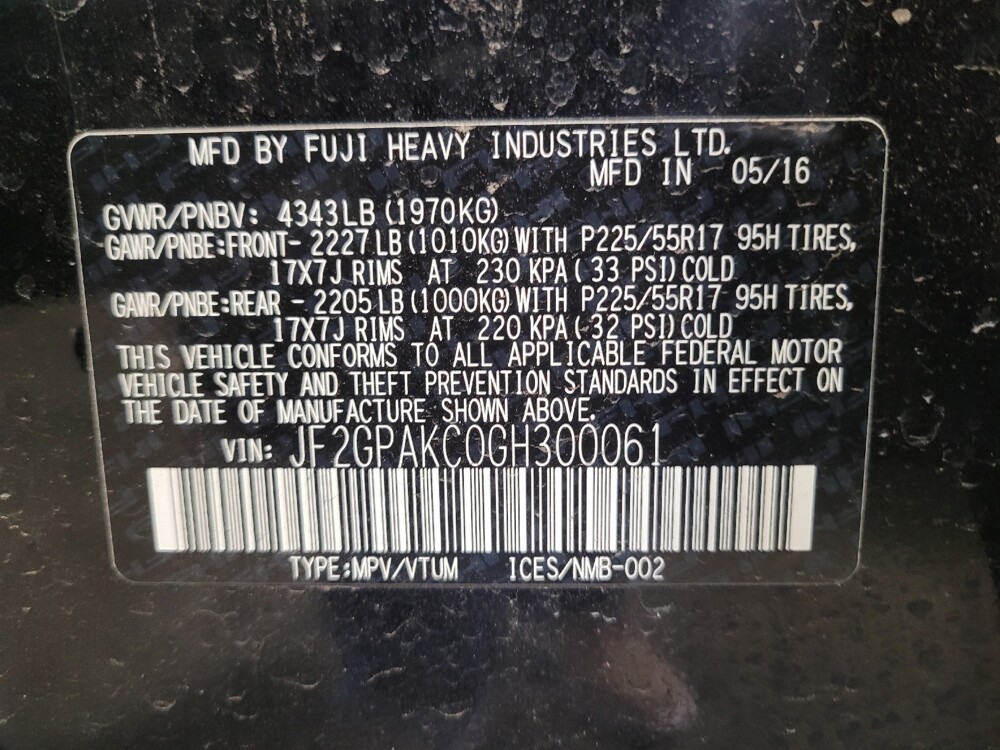 MFD BY FUJI HEAVY INDUSTRIES LTD.
MFD IN 05/16
GVWR/PNBV: 4343LB (1970KG)
GAWR/PNBE:FRONT- 2227LB (1010KG) WITH P225/55R17 95H TIRES,
17X7J RIMS AT 230 KPA ( 33 PSI) COLD
GAWR/PNBE:REAR - 2205LB (1000KG) WITH P225/55R17 95H TIRES,
17X7J RIMS AT 220 KPA ( 32 PSI) COLD
THIS VEHICLE CONFORMS TO ALL APPLICABLE FEDERAL MOTOR
VEHICLE SAFETY AND THEFT PREVENTION STANDARDS IN EFFECT ON
THE DATE OF MANUFACTURE SHOWN ABOVE.
VIN: JF2GPAKC0GH300061
TYPE:MPV/VTUM ICES/NMB-002